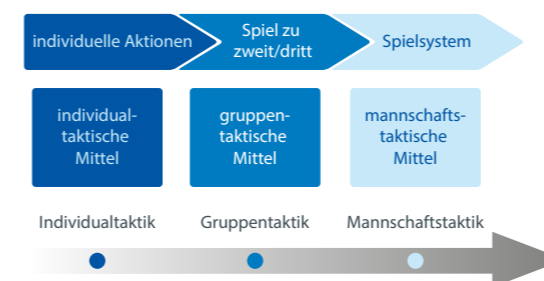 individuelle Aktionen
Spiel zu
zweit/dritt
Spielsystem
individual-
taktische
Mittel
gruppen-
taktische
Mittel
mannschafts-
taktische
Mittel
Individualtaktik
Gruppentaktik
Mannschaftstaktik